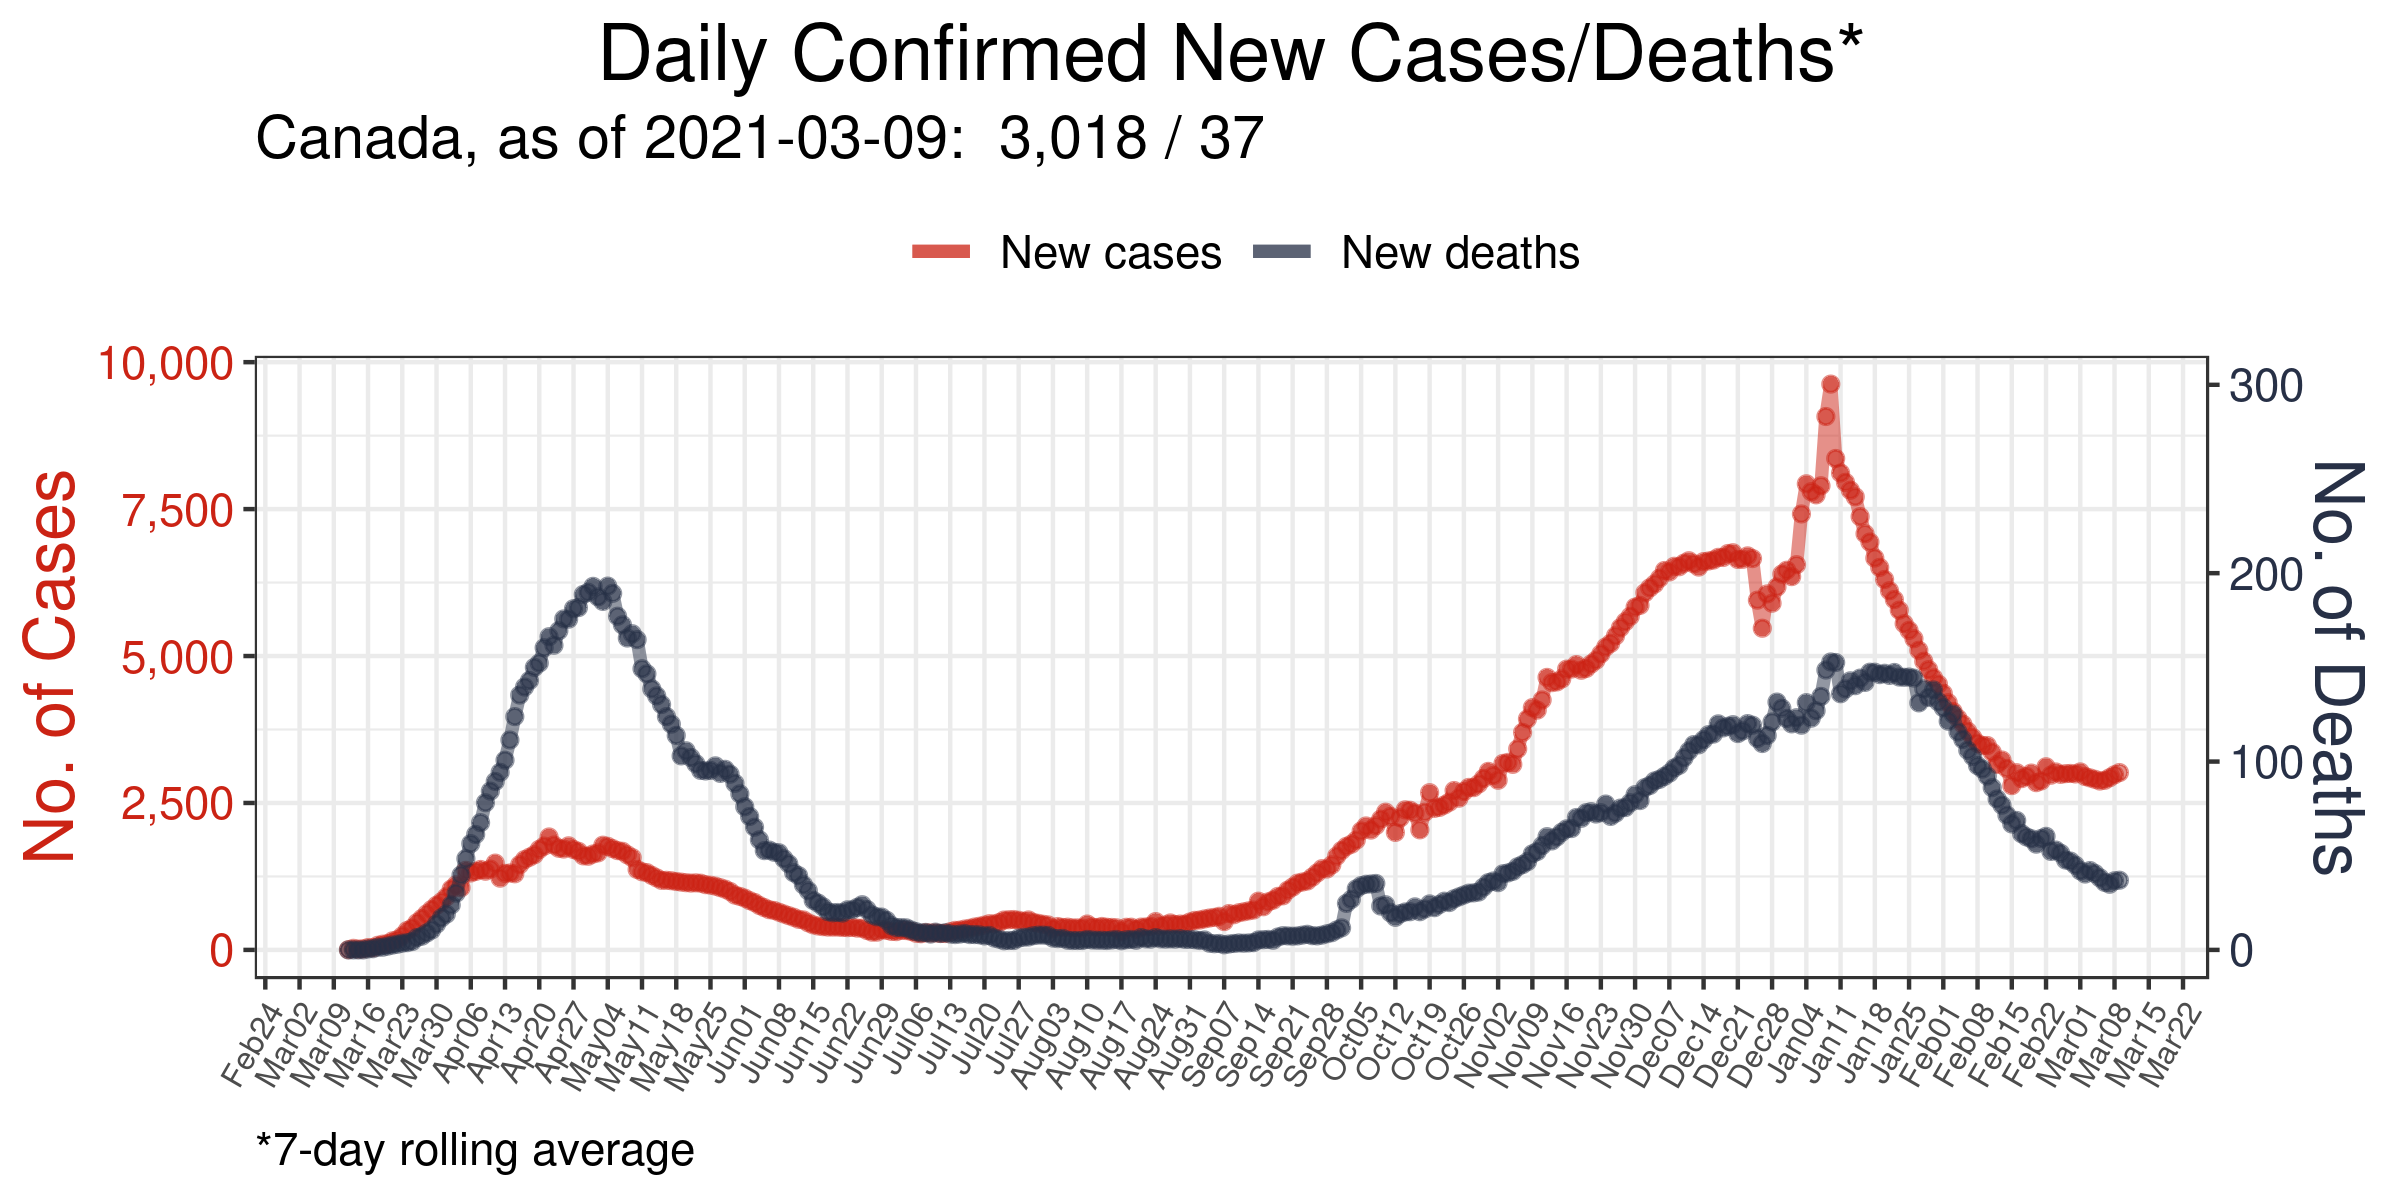 Daily Confirmed New Cases/Deaths*
Canada, as of 2021-03-09:  3,018 / 37
New cases New deaths
No. of Cases
10,000
7,500
5,000
2,500
0
300
200
100
0
No. of Deaths
Feb24 Mar02 Mar09 Mar16 Mar23 Mar30 Apr06 Apr13 Apr20 Apr27 May04 May11 May18 May25 Jun01 Jun08 Jun15 Jun22 Jun29 Jul06 Jul13 Jul20 Jul27 Aug03 Aug10 Aug17 Aug24 Aug31 Sep07 Sep14 Sep21 Sep28 Oct05 Oct12 Oct19 Oct26 Nov02 Nov09 Nov16 Nov23 Nov30 Dec07 Dec14 Dec21 Dec28 Jan04 Jan11 Jan18 Jan25 Feb01 Feb08 Feb15 Feb22 Mar01 Mar08 Mar15 Mar22
*7-day rolling average